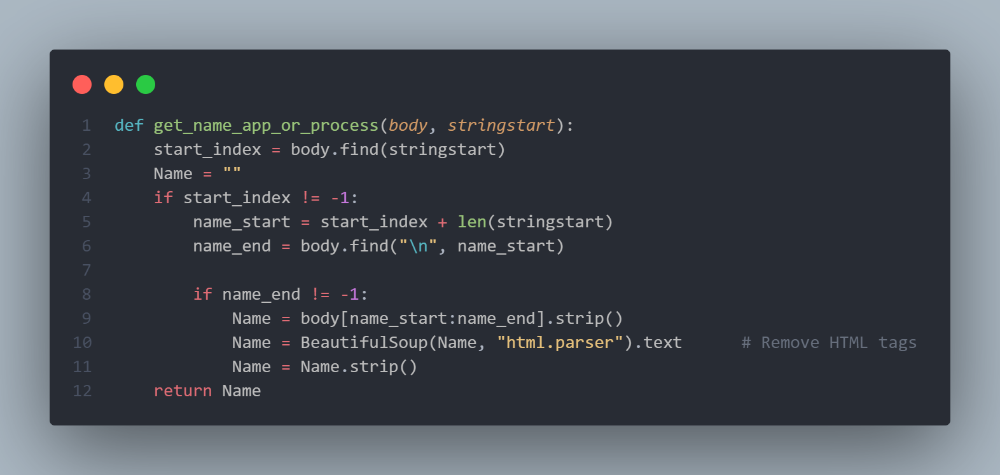 1 def get_name_app_or_process(body, stringstart):
2     start_index = body.find(stringstart)
3     Name = ""
4     if start_index != -1:
5         name_start = start_index + len(stringstart)
6         name_end = body.find("\n", name_start)
7
8         if name_end != -1:
9             Name = body[name_start:name_end].strip()
10             Name = BeautifulSoup(Name, "html.parser").text      # Remove HTML tags
11             Name = Name.strip()
12     return Name